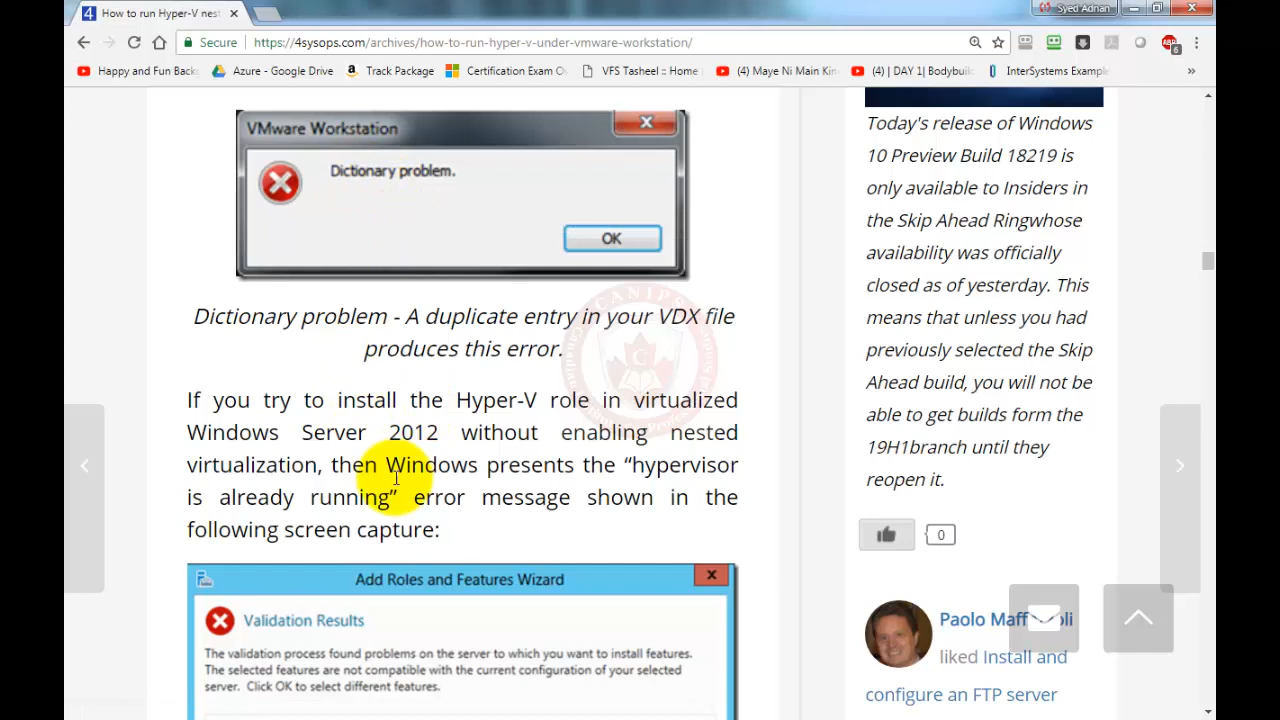 How to run Hyper-V nes
Syed Adnan
Secure
https://4sysops.com/archives/how-to-run-hyper-v-under-vmware-workstation/
6
Happy and Fun Back
Azure - Google Drive
Track Package
Certification Exam O
VFS Tasheel :: Home
(4) Maye Ni Main Kin
(4) | DAY 1| Bodybui
InterSystems Example
»
VMware Workstation
Dictionary problem.
OK
Dictionary problem - A duplicate entry in your VDX file
produces this error.
If you try to install the Hyper-V role in virtualized
Windows Server 2012 without enabling nested
virtualization, then Windows presents the “hypervisor
is already running” error message shown in the
following screen capture:
Add Roles and Features Wizard
Validation Results
The validation process found problems on the server to which you want to install features.
The selected features are not compatible with the current configuration of your selected
server. Click OK to select different features.
Today's release of Windows
10 Preview Build 18219 is
only available to Insiders in
the Skip Ahead Ringwhose
availability was officially
closed as of yesterday. This
means that unless you had
previously selected the Skip
Ahead build, you will not be
able to get builds form the
19H1branch until they
reopen it.
0
Paolo Maff li
liked Install and
configure an FTP server